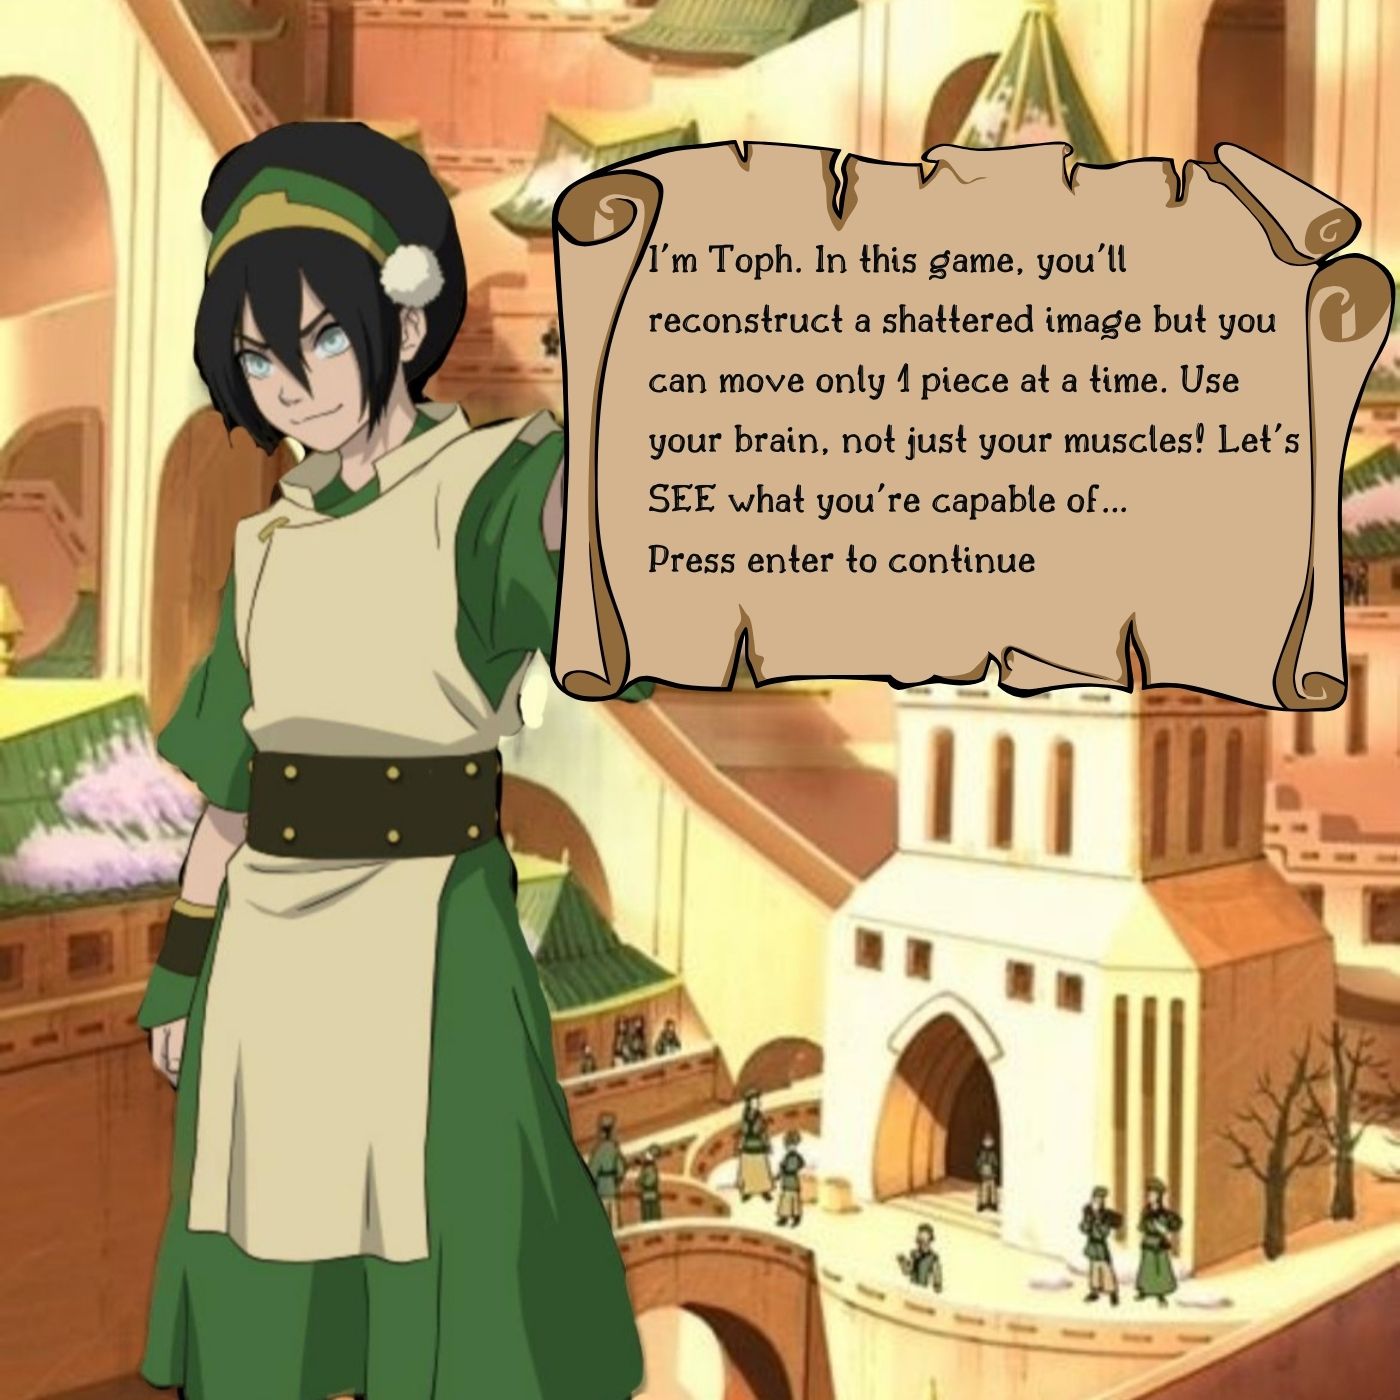 I'm Toph. In this game, you'll
reconstruct a shattered image but you
can move only 1 piece at a time. Use
your brain, not just your muscles! Let's
SEE what you're capable of...
Press enter to continue